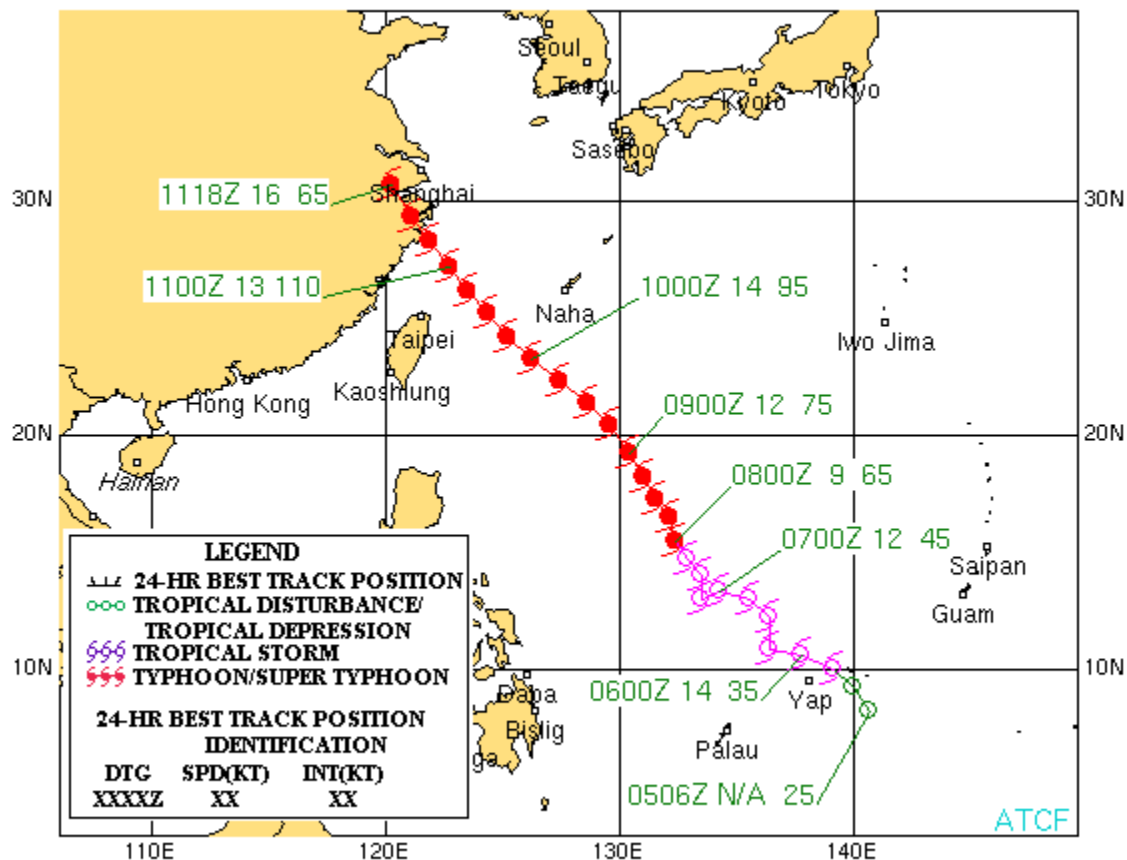 Seoul
Taegu
Kyoto
Tokyo
Sasebo
1118Z 16 65
Shanghai
30N
30N
1100Z 13 110
1000Z 14 95
Naha
Taipei
Iwo Jima
Kaoshiung
Hong Kong
0900Z 12 75
20N
20N
Hainan
0800Z 9 65
0700Z 12 45
Saipan
Guam
LEGEND
24-HR BEST TRACK POSITION
TROPICAL DISTURBANCE/
TROPICAL DEPRESSION
TROPICAL STORM
TYPHOON/SUPER TYPHOON
10N
10N
0600Z 14 35
Yap
Daba
Bislig
Palau
ga
24-HR BEST TRACK POSITION
IDENTIFICATION
DTG SPD(KT) INT(KT)
XXXXZ XX XX
0506Z N/A 25
ATCF
110E 120E 130E 140E